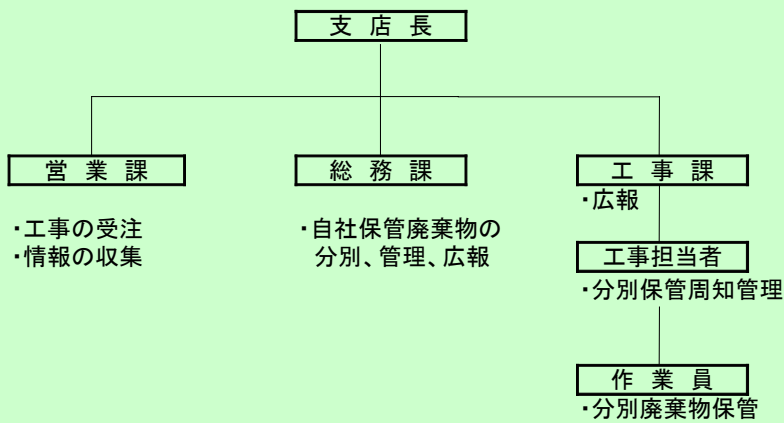 支 店 長
営 業 課
総 務 課
工 事 課
・広報
・工事の受注
・情報の収集
・自社保管廃棄物の
分別、管理、広報
工事担当者
・分別保管周知管理
作 業 員
・分別廃棄物保管